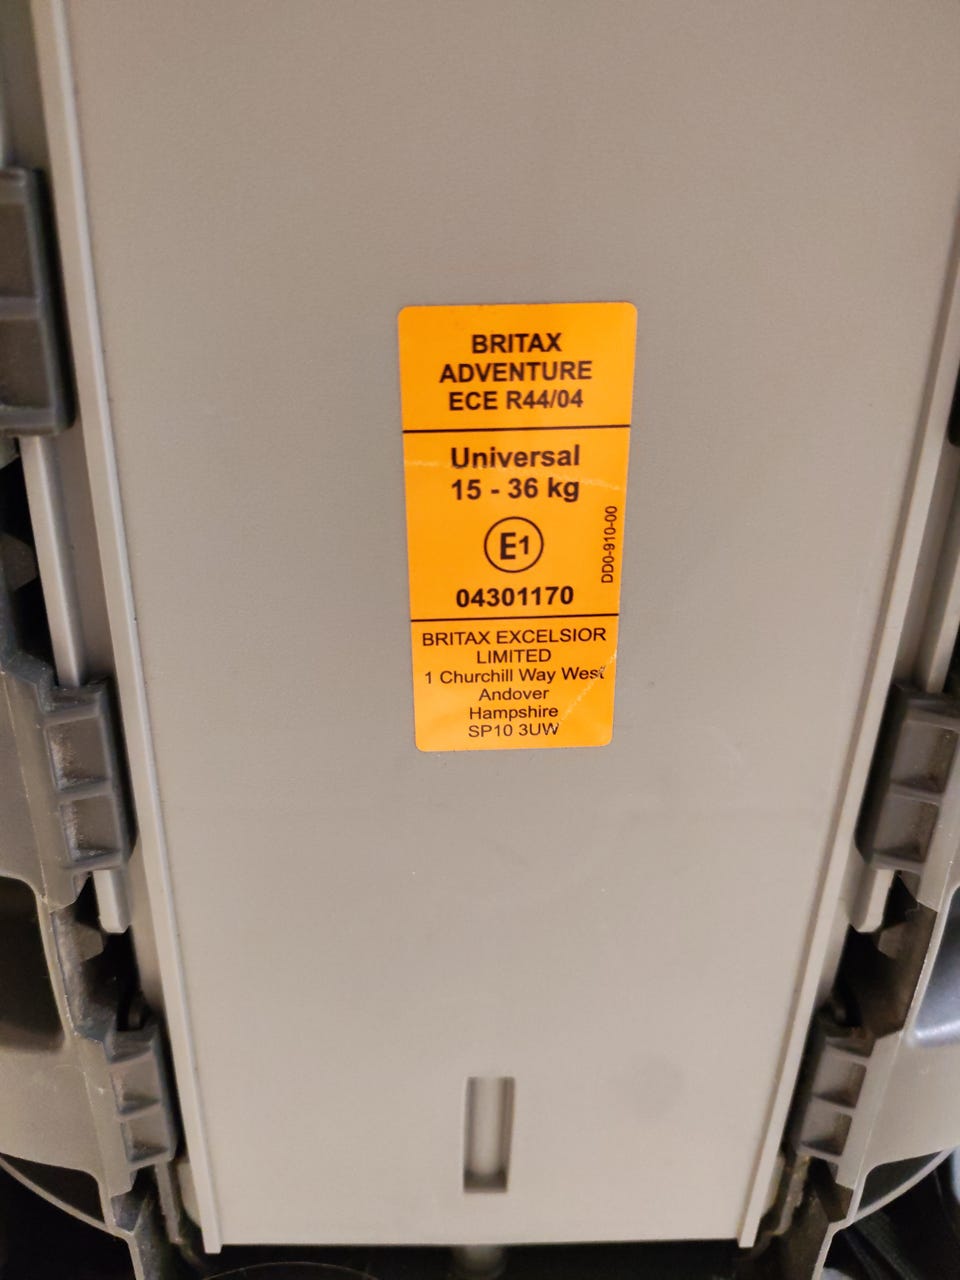 BRITAX
ADVENTURE
ECE R44/04
Universal
15 - 36 kg
E1
04301170
DD0-910-00
BRITAX EXCELSIOR
LIMITED
1 Churchill Way West
Andover
Hampshire
SP10 3UW